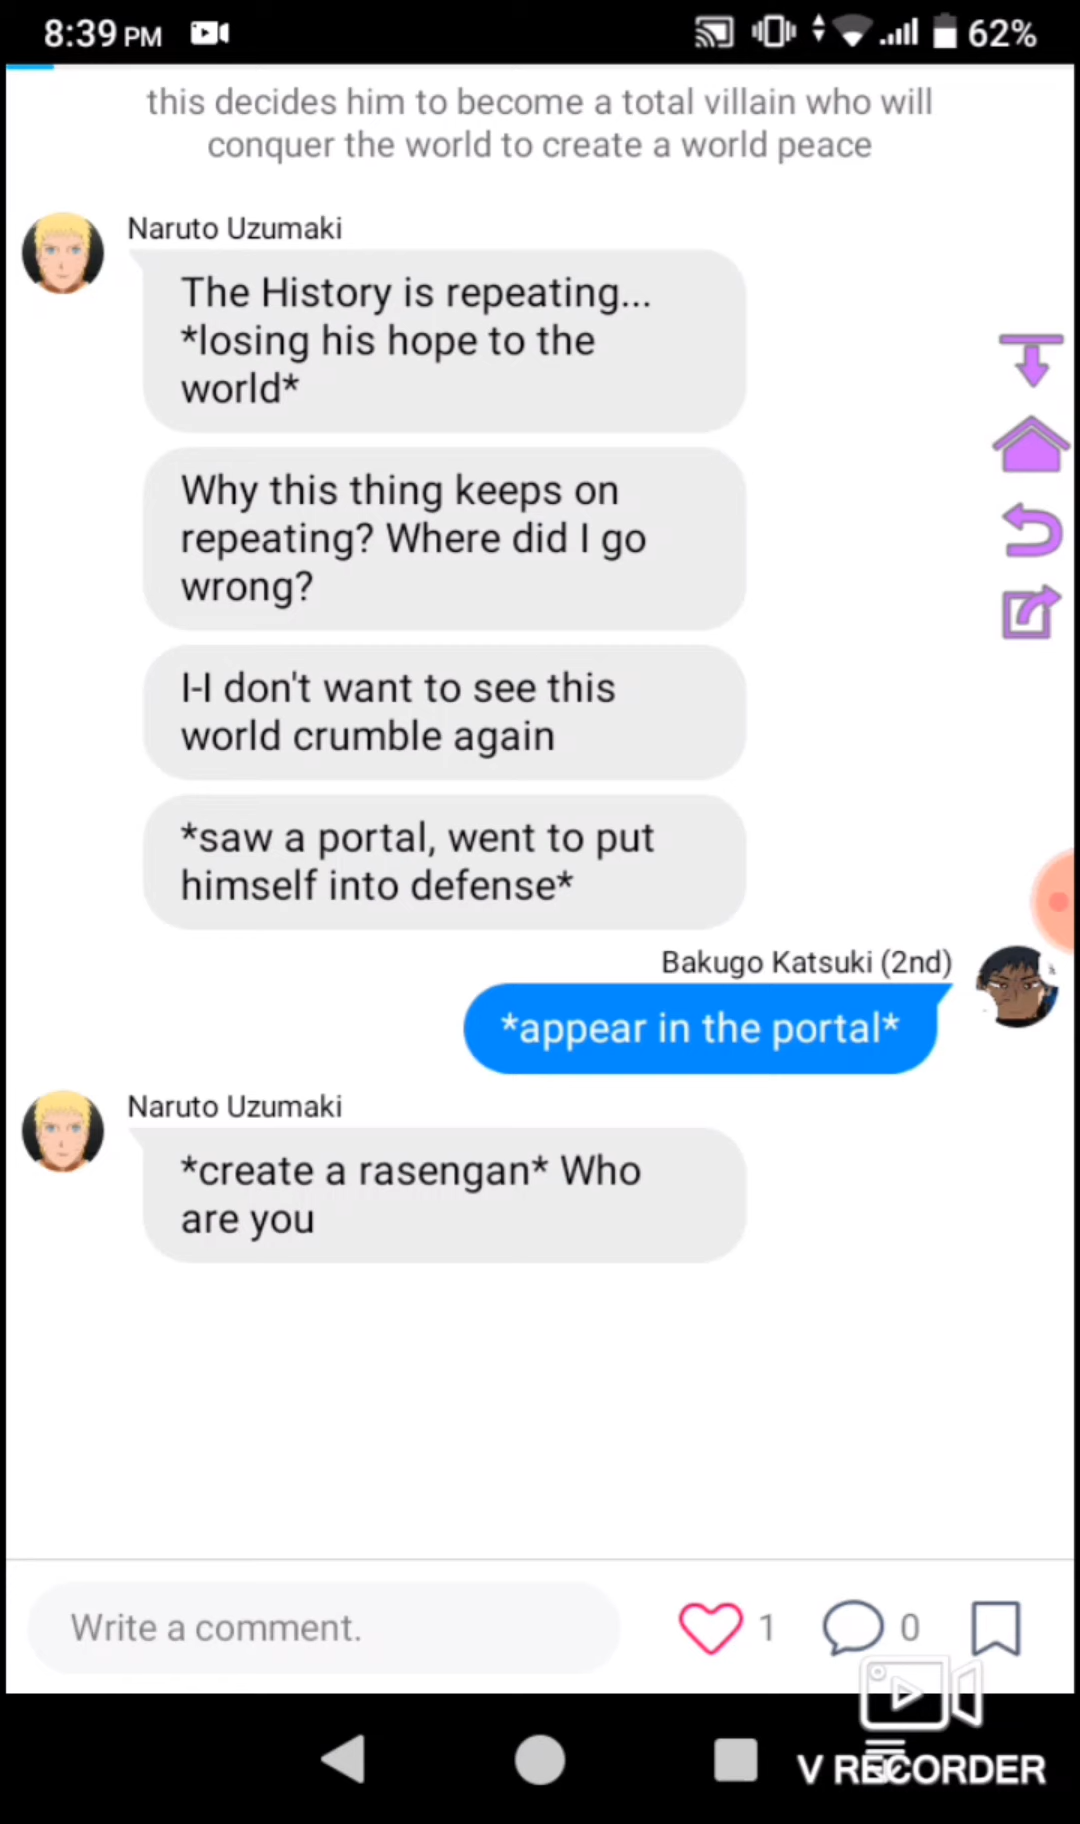 8:39 PM
62%
this decides him to become a total villain who will
conquer the world to create a world peace
Naruto Uzumaki
The History is repeating...
*losing his hope to the
world*
Why this thing keeps on
repeating? Where did I go
wrong?
I-I don't want to see this
world crumble again
*saw a portal, went to put
himself into defense*
Bakugo Katsuki (2nd)
*appear in the portal*
Naruto Uzumaki
*create a rasengan* Who
are you
Write a comment.
1
0
V RECORDER